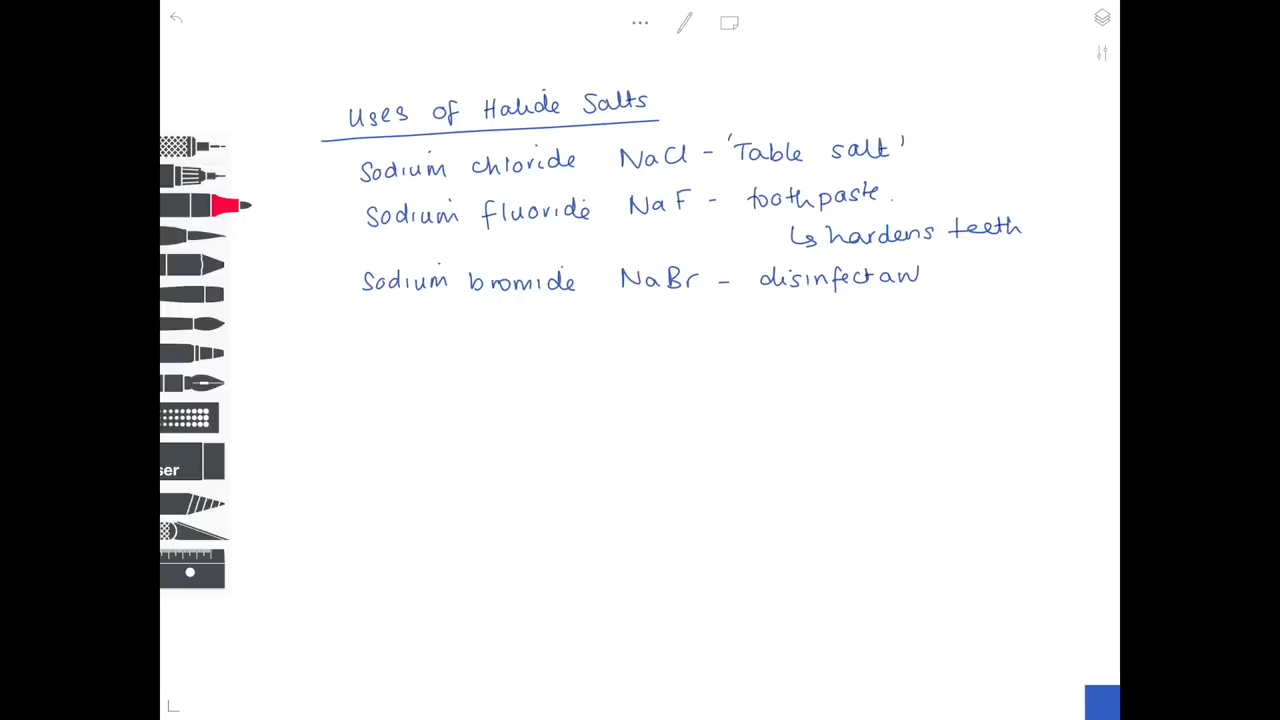 Uses of Halide Salts
Sodium chloride NaCl - 'Table salt'
Sodium fluoride NaF - toothpaste.
↳ hardens teeth
Sodium bromide NaBr - disinfectan
ser